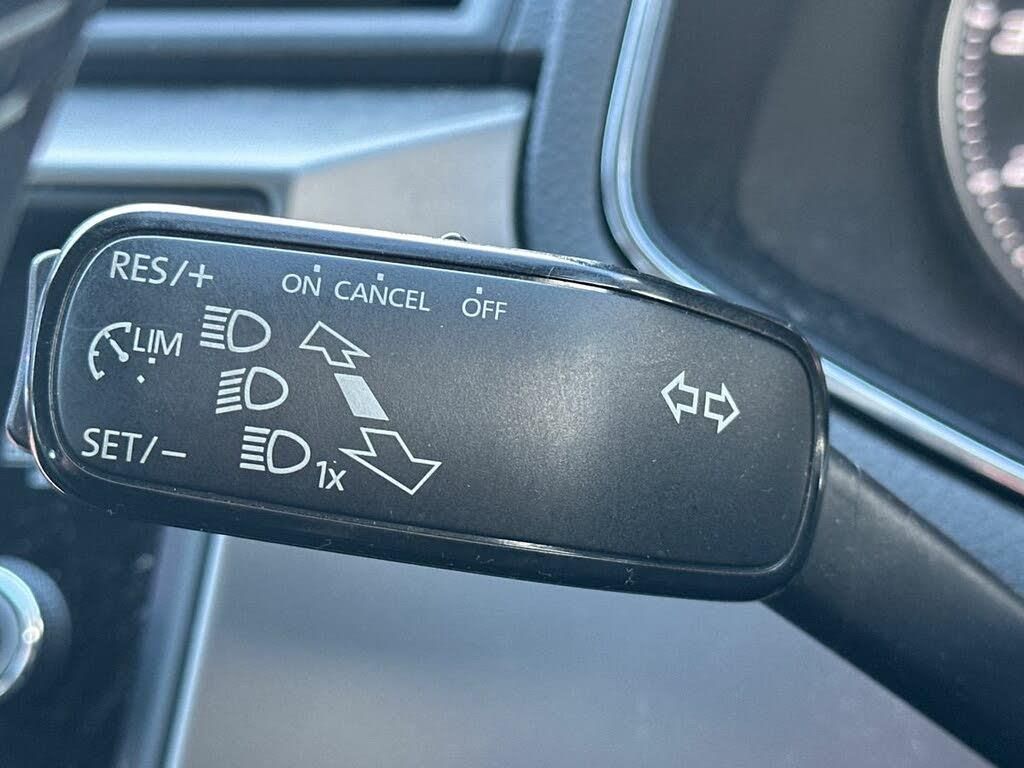 RES/+
ON CANCEL OFF
LIM
SET/–
1x